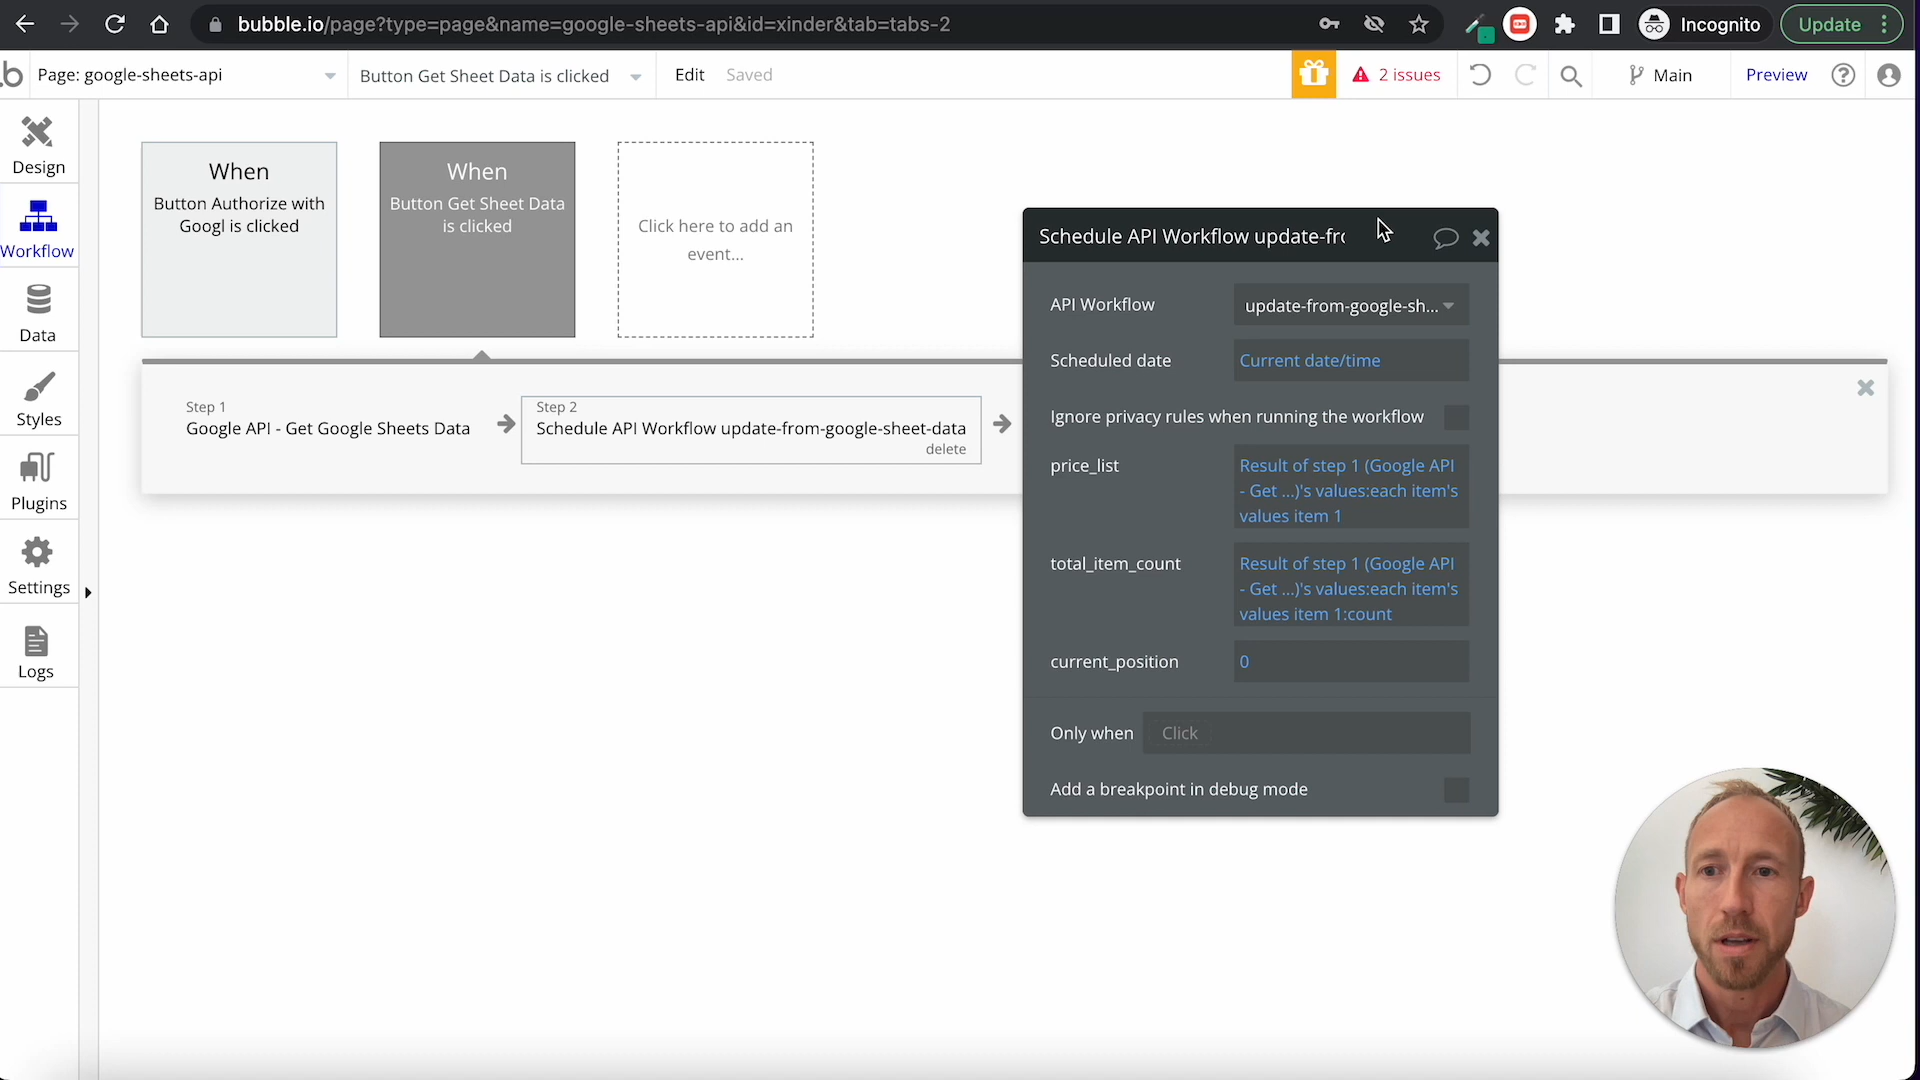 bubble.io/page?type=page&name=google-sheets-api&id=xinder&tab=tabs-2
Incognito
Update
.b
Page: google-sheets-api
Button Get Sheet Data is clicked
Edit
Saved
2 issues
Main
Preview
Design
Workflow
Data
Styles
Plugins
Settings
Logs
When
Button Authorize with
Googl is clicked
When
Button Get Sheet Data
is clicked
Click here to add an
event...
Step 1
Google API - Get Google Sheets Data
Step 2
Schedule API Workflow update-from-google-sheet-data
delete
Schedule API Workflow update-fro
API Workflow
update-from-google-sh...
Scheduled date
Current date/time
Ignore privacy rules when running the workflow
price_list
Result of step 1 (Google API
- Get ...)'s values:each item's
values item 1
total_item_count
Result of step 1 (Google API
- Get ...)'s values:each item's
values item 1:count
current_position
0
Only when
Click
Add a breakpoint in debug mode